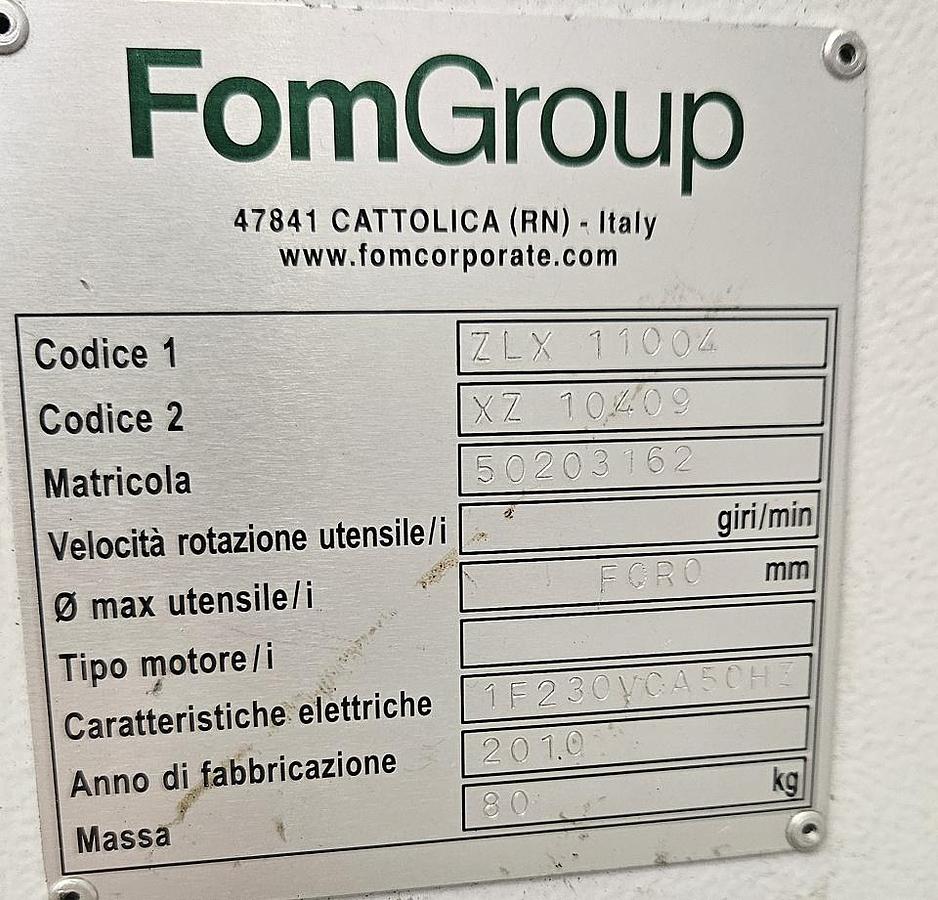 FomGroup
47841 CATTOLICA (RN) - Italy
www.fomcorporate.com
Codice 1 ZLX 11004
Codice 2 XZ 10409
Matricola 50203162
Velocità rotazione utensile/i giri/min
Ø max utensile/i mm
Tipo motore/i
Caratteristiche elettriche 1F230VCA50HZ
Anno di fabbricazione 2010
Massa 80 kg